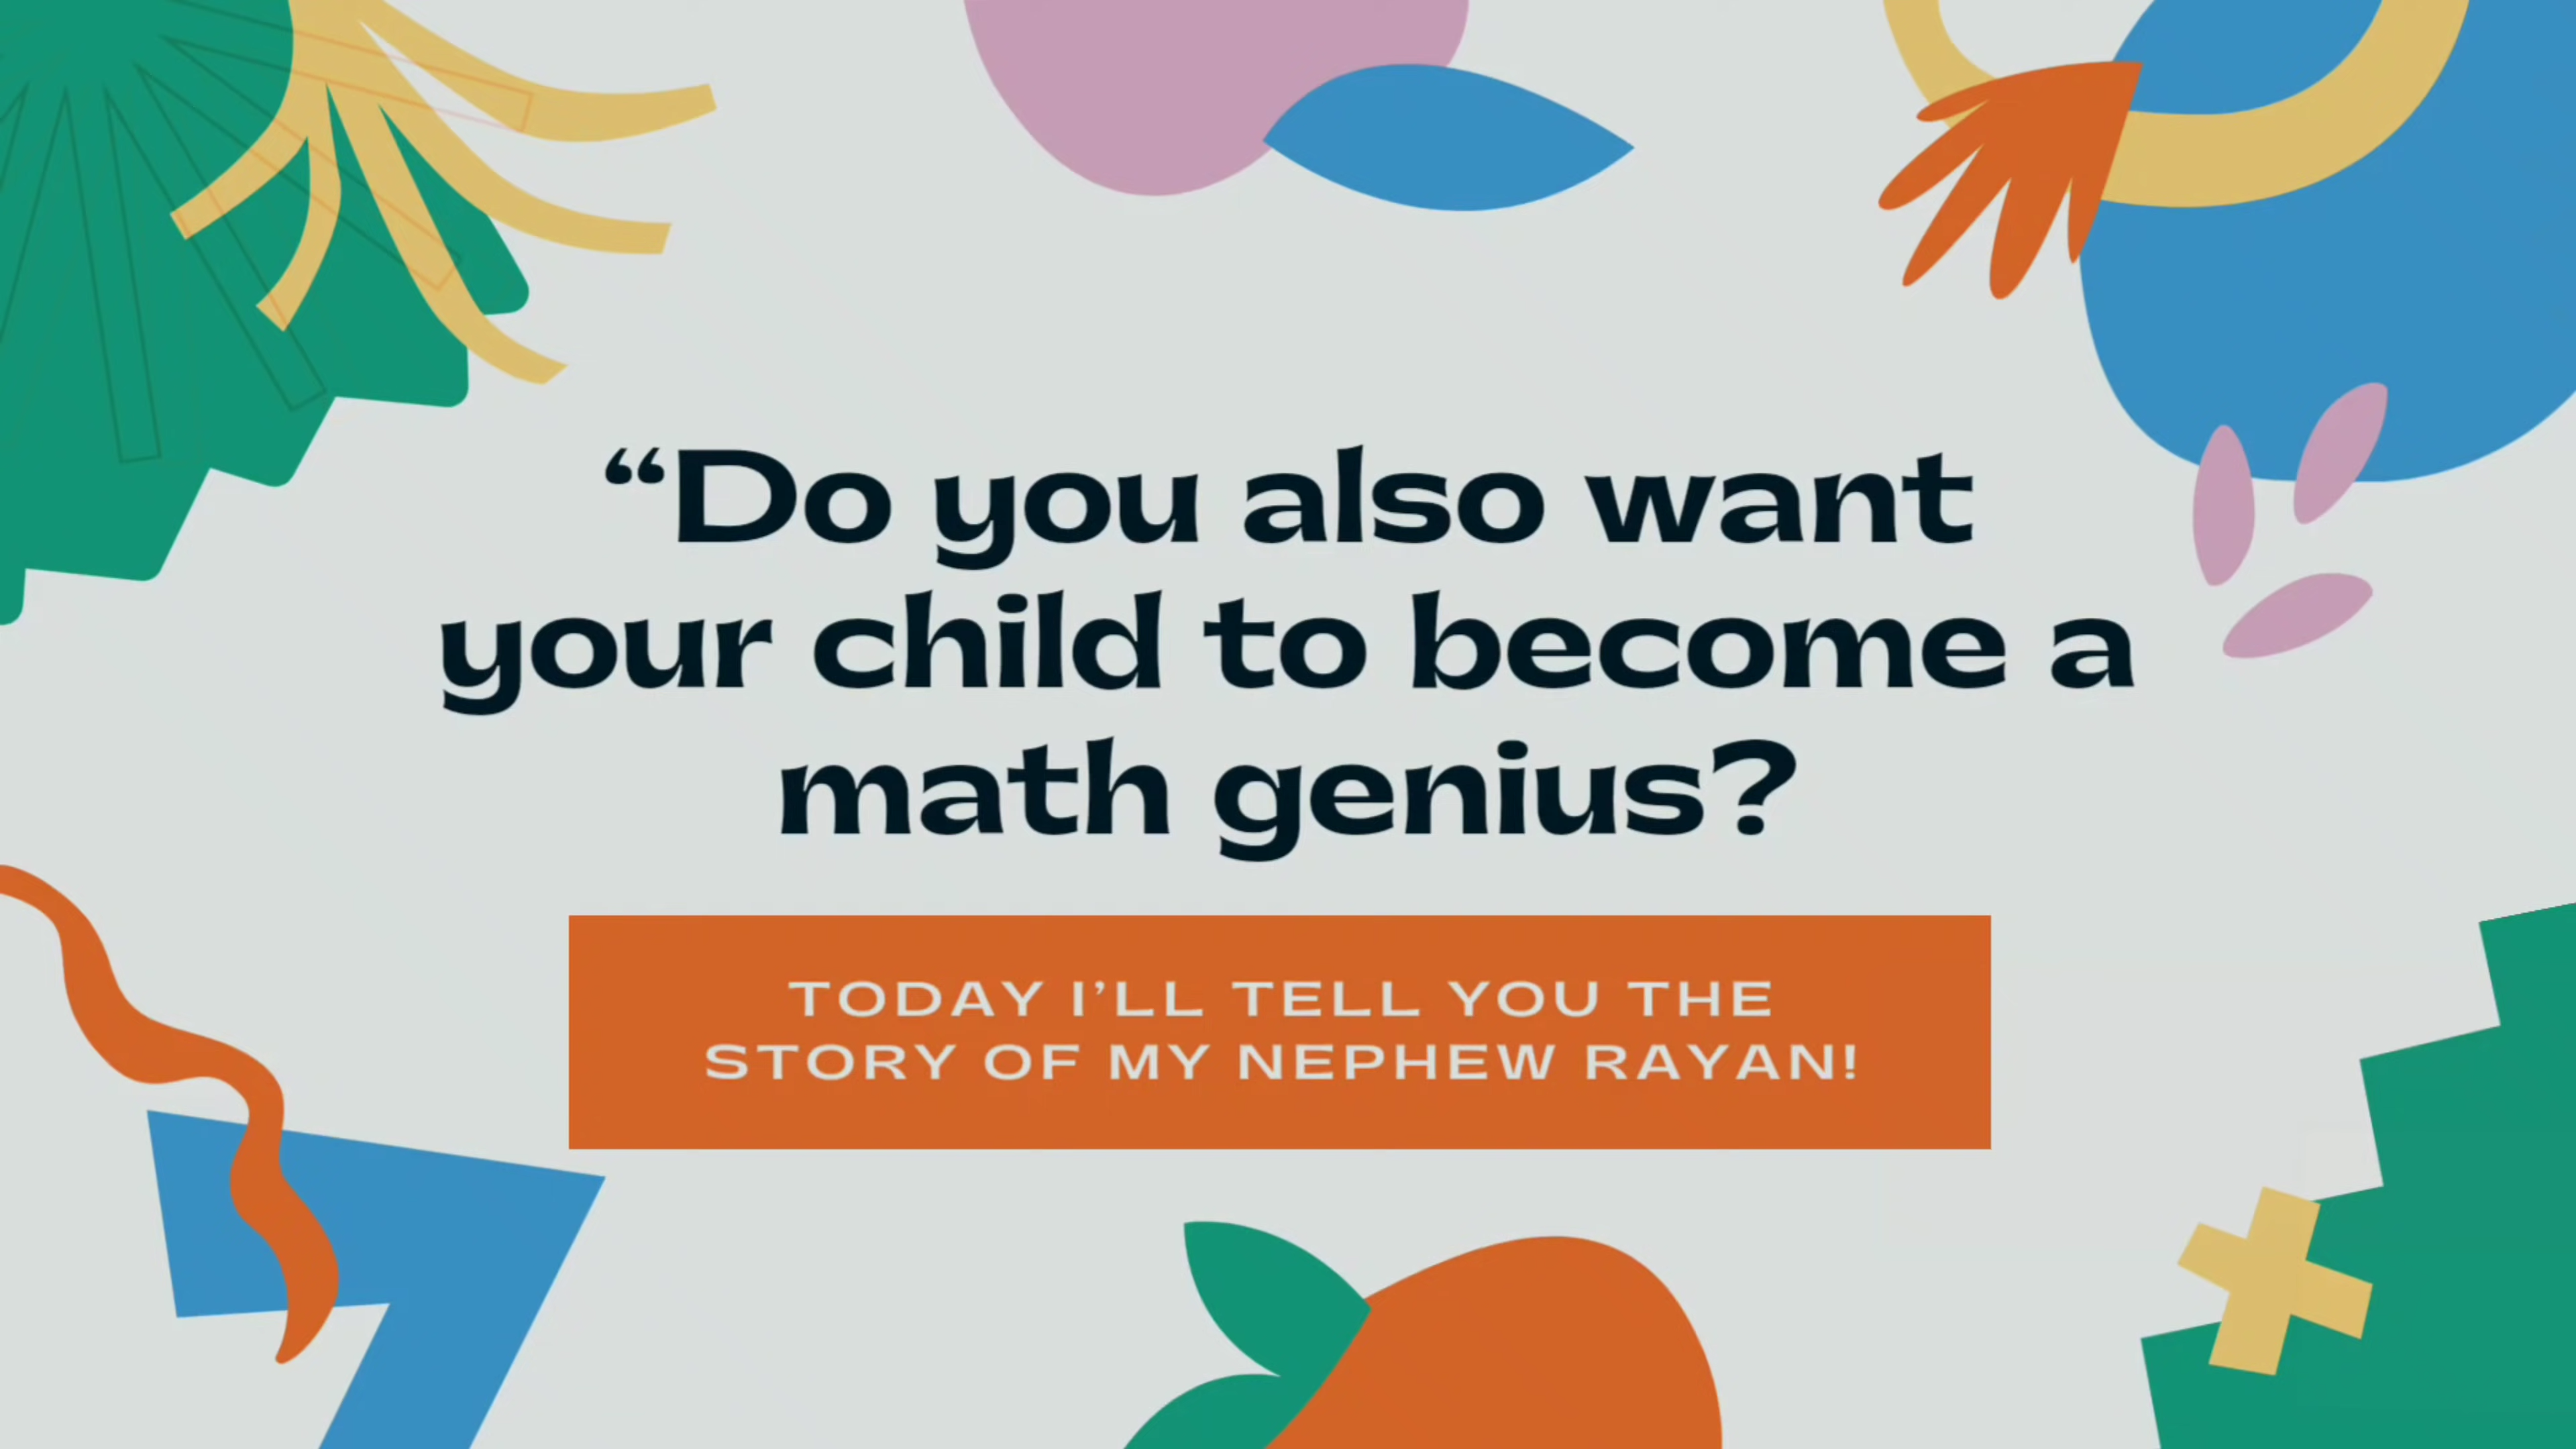 “Do you also want
your child to become a
math genius?
TODAY I’LL TELL YOU THE
STORY OF MY NEPHEW RAYAN!